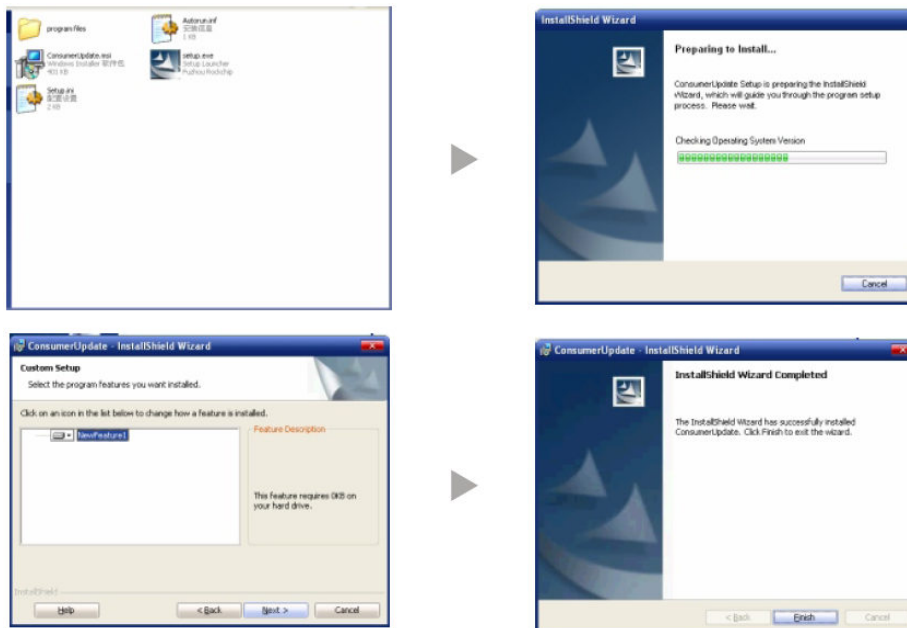 program files
Autorun.inf
安装信息
1 KB
ConsumerUpdate.msi
Windows Installer 软件包
401 KB
setup.exe
Setup Launcher
Fuzhou Rockchip
Setup.ini
配置设置
2 KB
InstallShield Wizard
Preparing to Install...
ConsumerUpdate Setup is preparing the InstallShield
Wizard, which will guide you through the program setup
process. Please wait.
Checking Operating System Version
Cancel
ConsumerUpdate - InstallShield Wizard
Custom Setup
Select the program features you want installed.
Click on an icon in the list below to change how a feature is installed.
NewFeature1
Feature Description
This feature requires 0KB on
your hard drive.
InstallShield
Help
< Back
Next >
Cancel
ConsumerUpdate - InstallShield Wizard
InstallShield Wizard Completed
The InstallShield Wizard has successfully installed
ConsumerUpdate. Click Finish to exit the wizard.
< Back
Finish
Cancel